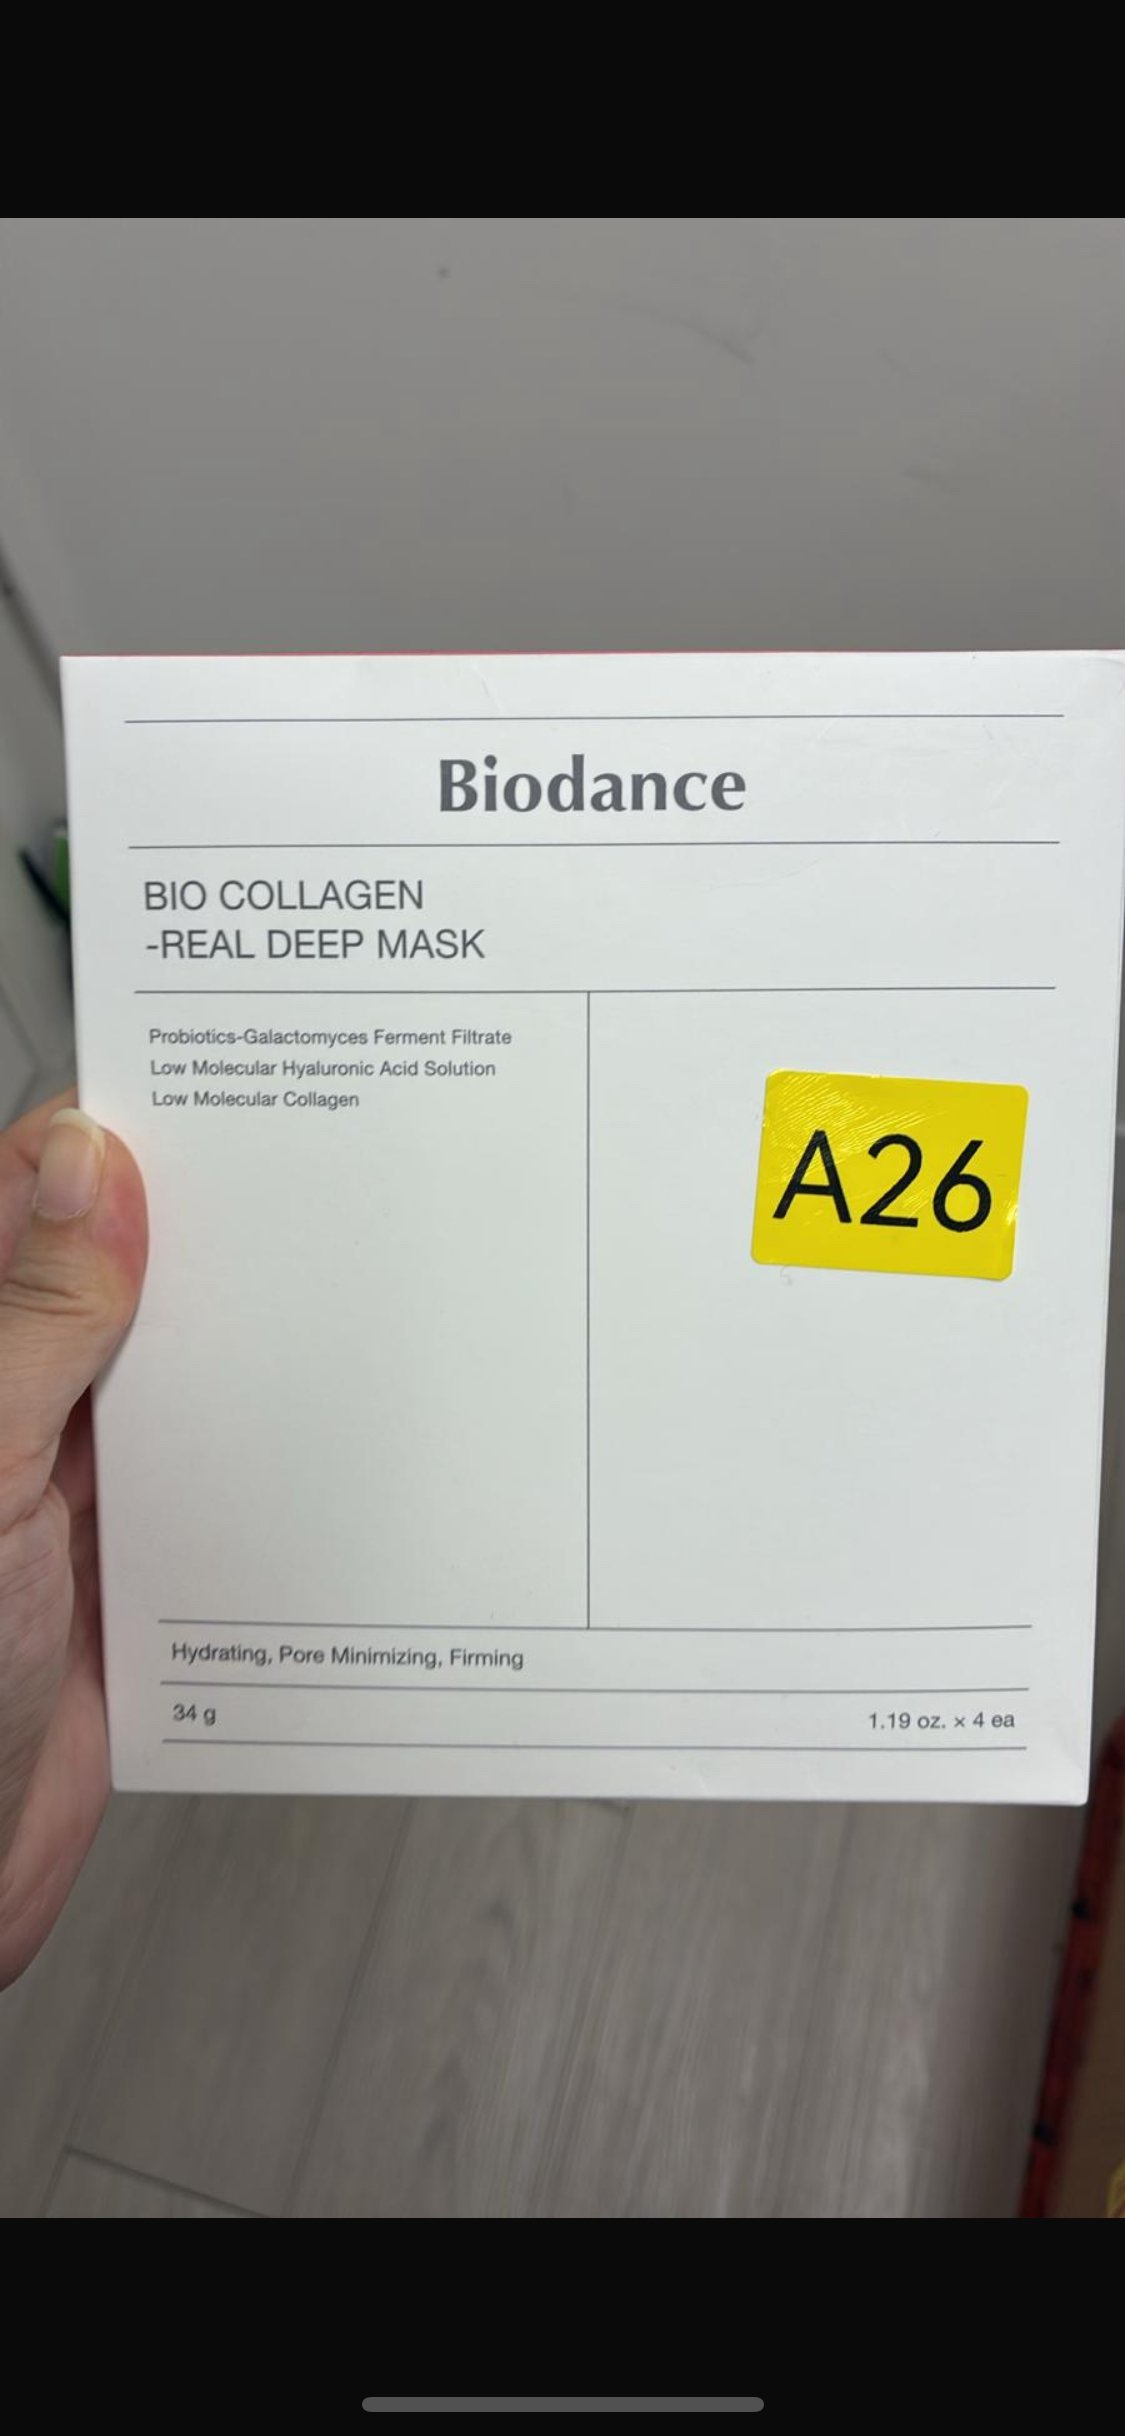 Biodance
BIO COLLAGEN
-REAL DEEP MASK
Probiotics-Galactomyces Ferment Filtrate
Low Molecular Hyaluronic Acid Solution
Low Molecular Collagen
A26
Hydrating, Pore Minimizing, Firming
34 g
1.19 oz. × 4 ea